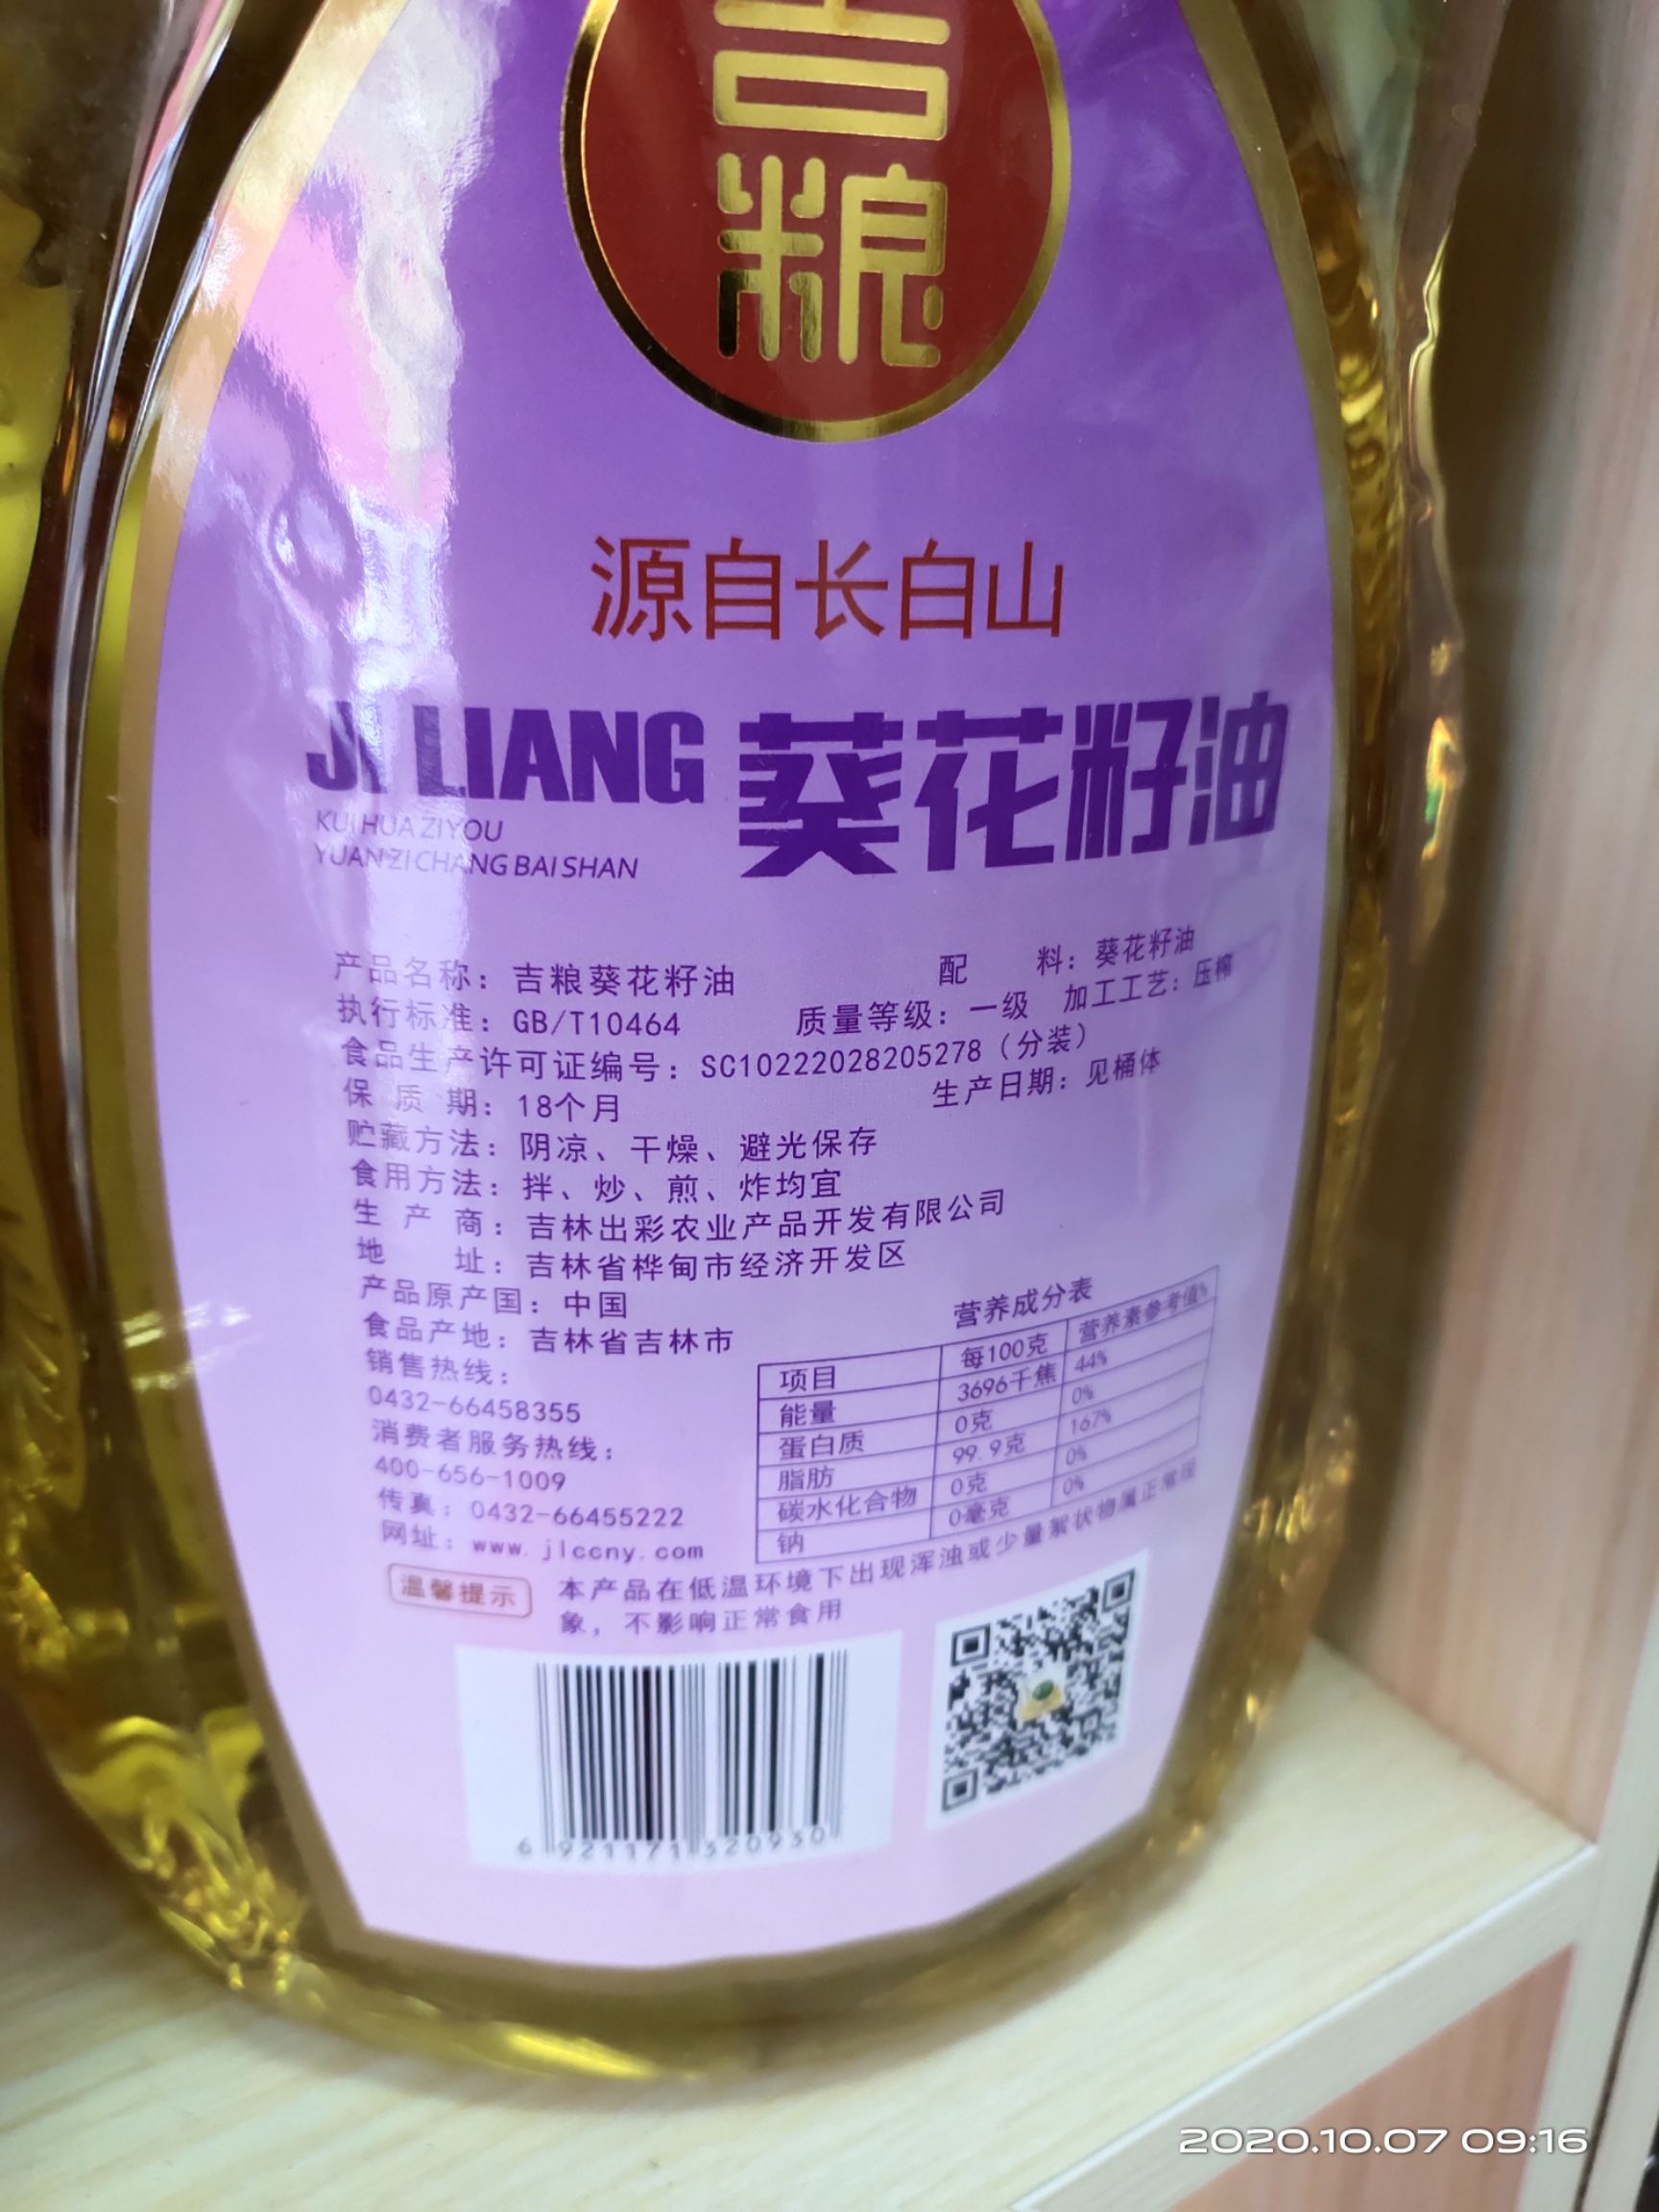 吉
粮
源自长白山
JI LIANG 葵花籽油
KUI HUA ZI YOU
YUAN ZI CHANG BAI SHAN
产品名称：吉粮葵花籽油 配 料：葵花籽油
执行标准：GB/T10464 质量等级：一级 加工工艺：压榨
食品生产许可证编号：SC10222028205278（分装）
保 质 期：18个月 生产日期：见桶体
贮藏方法：阴凉、干燥、避光保存
食用方法：拌、炒、煎、炸均宜
生 产 商：吉林出彩农业产品开发有限公司
地 址：吉林省桦甸市经济开发区
产品原产国：中国
食品产地：吉林省吉林市
销售热线：
0432-66458355
消费者服务热线：
400-656-1009
传真：0432-66455222
网址：www.jlccny.com
营养成分表
项目 每100克 营养素参考值%
能量 3696千焦 44%
蛋白质 0克 0%
脂肪 99.9克 167%
碳水化合物 0克 0%
钠 0毫克 0%
温馨提示 本产品在低温环境下出现浑浊或少量絮状物属正常现
象，不影响正常食用
6 921171 320930
2020.10.07 09:16